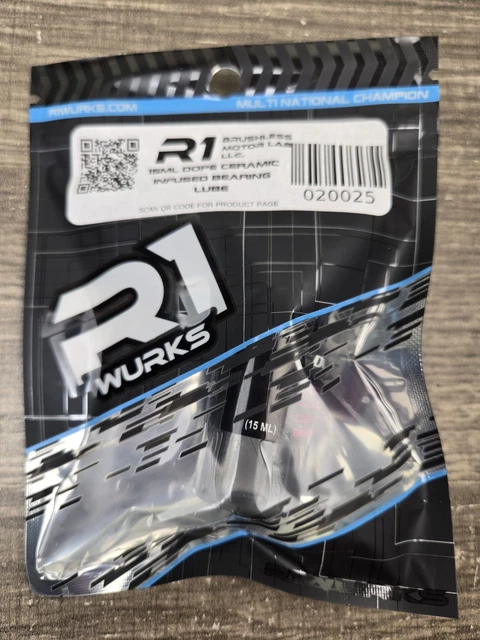 R1WURKS.COM
MULTI NATIONAL CHAMPION
R1 BRUSHLESS
MOTOR LAB
LLC.
15ML DOPE CERAMIC
INFUSED BEARING
LUBE
020025
SCAN QR CODE FOR PRODUCT PAGE
R1
WURKS
(15 ML)